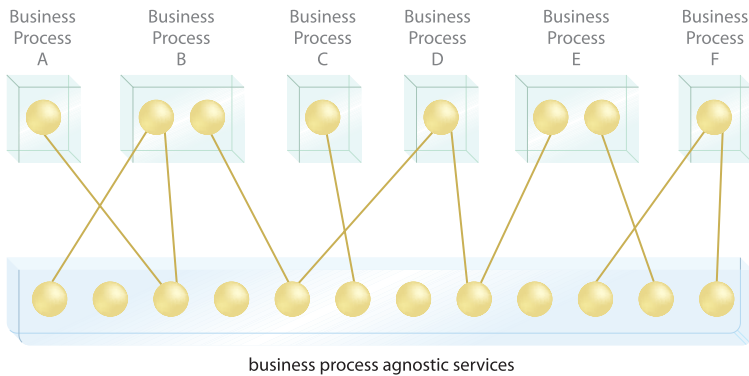 Business
Process
A
Business
Process
B
Business
Process
C
Business
Process
D
Business
Process
E
Business
Process
F
business process agnostic services